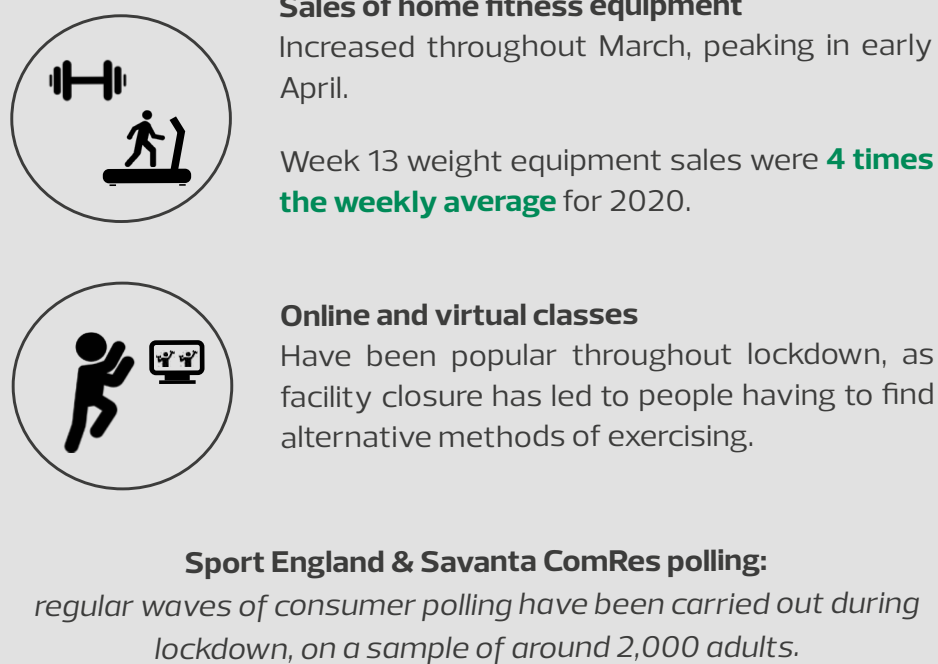 Sales of home fitness equipment
Increased throughout March, peaking in early
April.
Week 13 weight equipment sales were 4 times
the weekly average for 2020.
Online and virtual classes
Have been popular throughout lockdown, as
facility closure has led to people having to find
alternative methods of exercising.
Sport England & Savanta ComRes polling:
regular waves of consumer polling have been carried out during
lockdown, on a sample of around 2,000 adults.